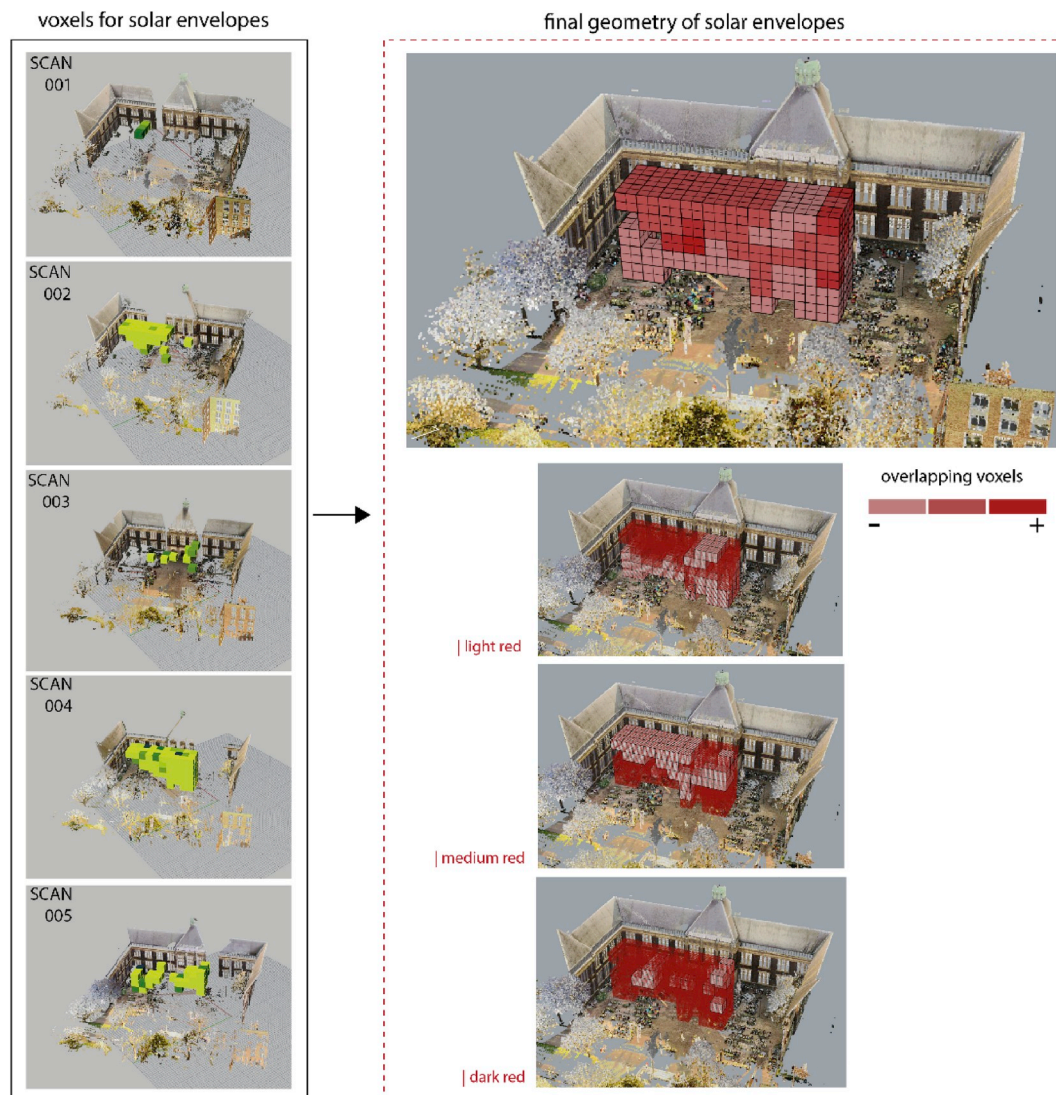 voxels for solar envelopes
final geometry of solar envelopes
SCAN
001
SCAN
002
SCAN
003
SCAN
004
SCAN
005
overlapping voxels
- +
| light red
| medium red
| dark red